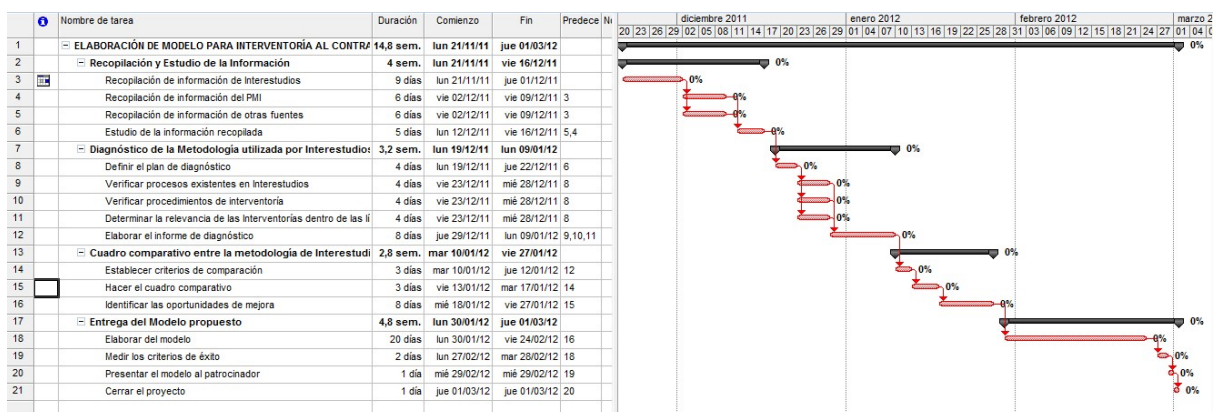 Nombre de tarea Duración Comienzo Fin Predece
diciembre 2011 enero 2012 febrero 2012 marzo 2
20 23 26 29 02 05 08 11 14 17 20 23 26 29 01 04 07 10 13 16 19 22 25 28 31 03 06 09 12 15 18 21 24 27 01 04
1 ELABORACIÓN DE MODELO PARA INTERVENTORÍA AL CONTRA 14,8 sem. lun 21/11/11 jue 01/03/12 0%
2 Recopilación y Estudio de la Información 4 sem. lun 21/11/11 vie 16/12/11 0%
3 Recopilación de información de Interestudios 9 días lun 21/11/11 jue 01/12/11 0%
4 Recopilación de información del PMI 6 días vie 02/12/11 vie 09/12/11 3 0%
5 Recopilación de información de otras fuentes 6 días vie 02/12/11 vie 09/12/11 3 0%
6 Estudio de la información recopilada 5 días lun 12/12/11 vie 16/12/11 5,4 0%
7 Diagnóstico de la Metodología utilizada por Interestudios 3,2 sem. lun 19/12/11 lun 09/01/12 0%
8 Definir el plan de diagnóstico 4 días lun 19/12/11 jue 22/12/11 6 0%
9 Verificar procesos existentes en Interestudios 4 días vie 23/12/11 mié 28/12/11 8 0%
10 Verificar procedimientos de interventoría 4 días vie 23/12/11 mié 28/12/11 8 0%
11 Determinar la relevancia de las Interventorías dentro de las lí 4 días vie 23/12/11 mié 28/12/11 8 0%
12 Elaborar el informe de diagnóstico 8 días jue 29/12/11 lun 09/01/12 9,10,11 0%
13 Cuadro comparativo entre la metodología de Interestudi 2,8 sem. mar 10/01/12 vie 27/01/12 0%
14 Establecer criterios de comparación 3 días mar 10/01/12 jue 12/01/12 12 0%
15 Hacer el cuadro comparativo 3 días vie 13/01/12 mar 17/01/12 14 0%
16 Identificar las oportunidades de mejora 8 días mié 18/01/12 vie 27/01/12 15 0%
17 Entrega del Modelo propuesto 4,8 sem. lun 30/01/12 jue 01/03/12 0%
18 Elaborar del modelo 20 días lun 30/01/12 vie 24/02/12 16 0%
19 Medir los criterios de éxito 2 días lun 27/02/12 mar 28/02/12 18 0%
20 Presentar el modelo al patrocinador 1 día mié 29/02/12 mié 29/02/12 19 0%
21 Cerrar el proyecto 1 día jue 01/03/12 jue 01/03/12 20 0%